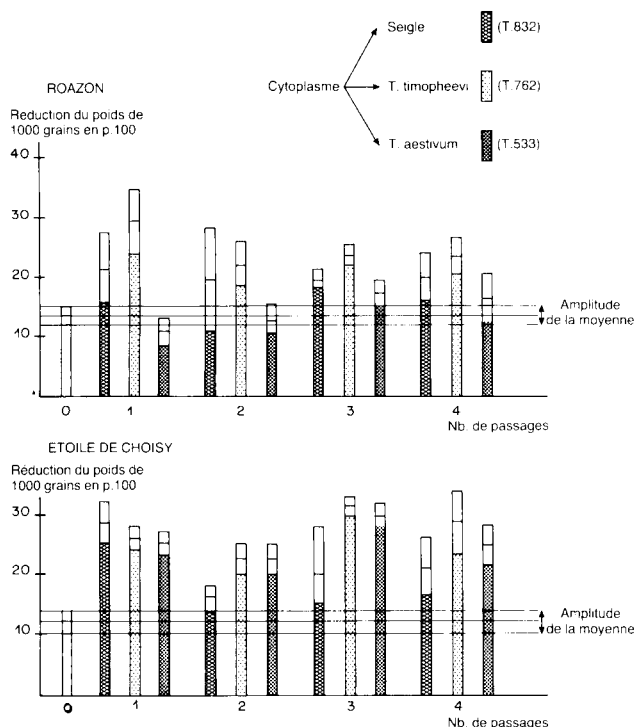 Seigle (T.832)
ROAZON
Cytoplasme T. timopheevi (T.762)
Réduction du poids de
1000 grains en p.100
T. aestivum (T.533)
40
30
20
10
Amplitude
de la moyenne
0 1 2 3 4
Nb. de passages
ETOILE DE CHOISY
Réduction du poids de
1000 grains en p.100
30
20
10
Amplitude
de la moyenne
0 1 2 3 4
Nb. de passages